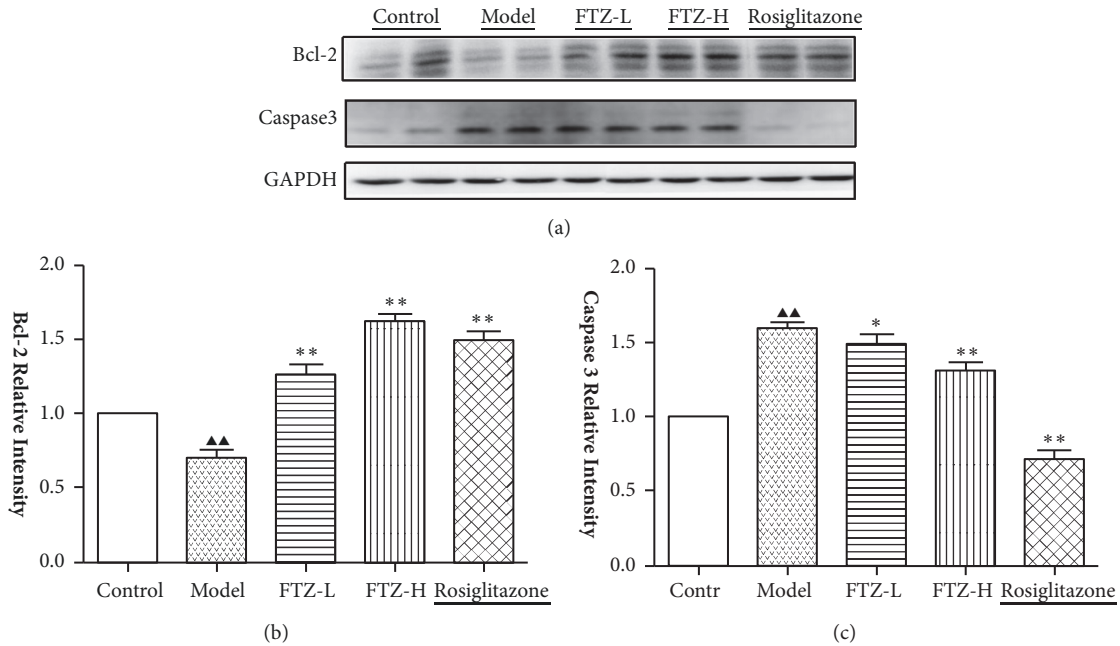 Control Model FTZ-L FTZ-H Rosiglitazone
Bcl-2
Caspase3
GAPDH
(a)
Bcl-2 Relative Intensity
2.0
1.5
1.0
0.5
0.0
▲▲
**
**
**
Control Model FTZ-L FTZ-H Rosiglitazone
(b)
Caspase 3 Relative Intensity
2.0
1.5
1.0
0.5
0.0
▲▲
*
**
**
Contr Model FTZ-L FTZ-H Rosiglitazone
(c)